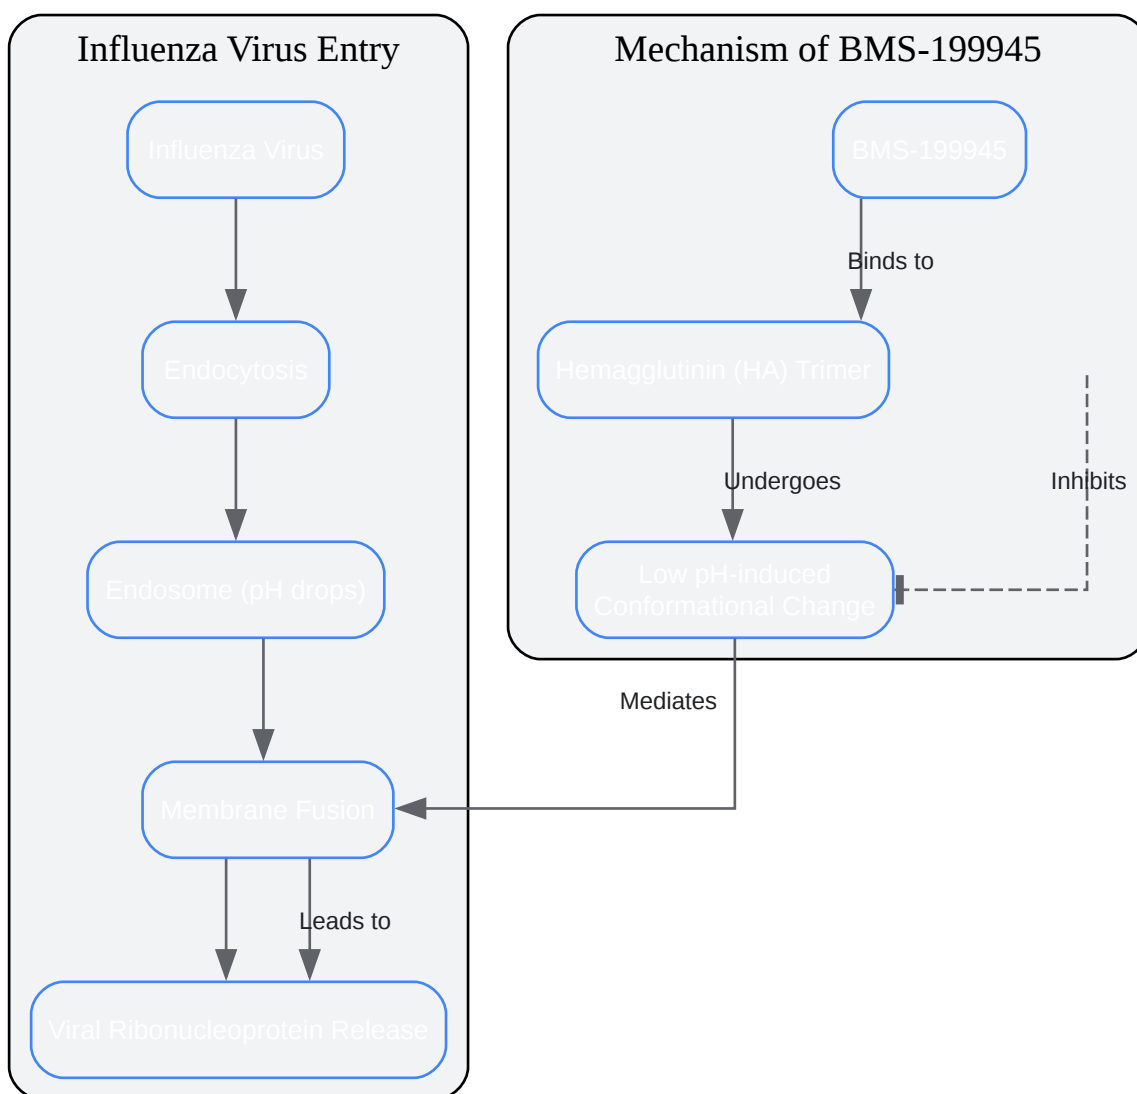 Influenza Virus Entry
Influenza Virus
Endocytosis
Endosome (pH drops)
Membrane Fusion
Leads to
Viral Ribonucleoprotein Release
Mechanism of BMS-199945
BMS-199945
Binds to
Hemagglutinin (HA) Trimer
Undergoes
Inhibits
Low pH-induced
Conformational Change
Mediates